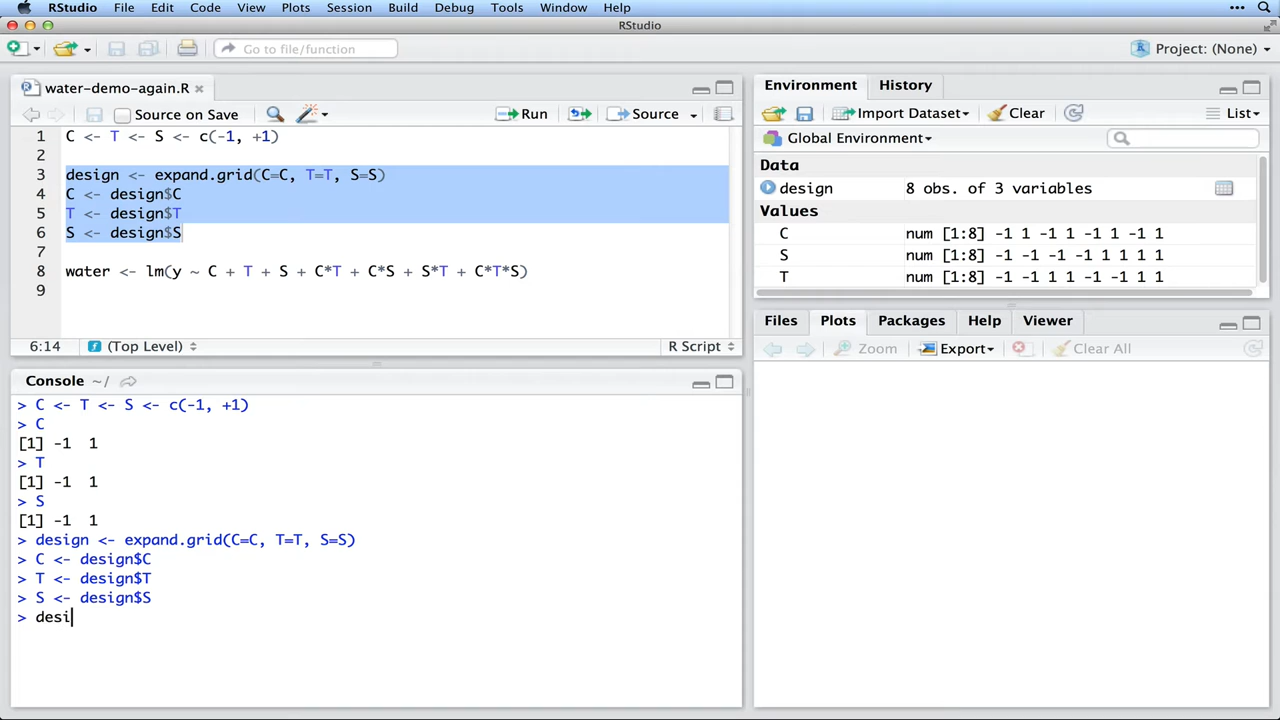 RStudio File Edit Code View Plots Session Build Debug Tools Window Help
RStudio
Go to file/function
Project: (None)
water-demo-again.R
Source on Save
Run
Source
1 C <- T <- S <- c(-1, +1)
2
3 design <- expand.grid(C=C, T=T, S=S)
4 C <- design$C
5 T <- design$T
6 S <- design$S
7
8 water <- lm(y ~ C + T + S + C*T + C*S + S*T + C*T*S)
9
6:14 (Top Level) R Script
Console ~/
> C <- T <- S <- c(-1, +1)
> C
[1] -1  1
> T
[1] -1  1
> S
[1] -1  1
> design <- expand.grid(C=C, T=T, S=S)
> C <- design$C
> T <- design$T
> S <- design$S
> desi
Environment History
Import Dataset Clear List
Global Environment
Data
design 8 obs. of 3 variables
Values
C num [1:8] -1 1 -1 1 -1 1 -1 1
S num [1:8] -1 -1 -1 -1 1 1 1 1
T num [1:8] -1 -1 1 1 -1 -1 1 1
Files Plots Packages Help Viewer
Zoom Export Clear All